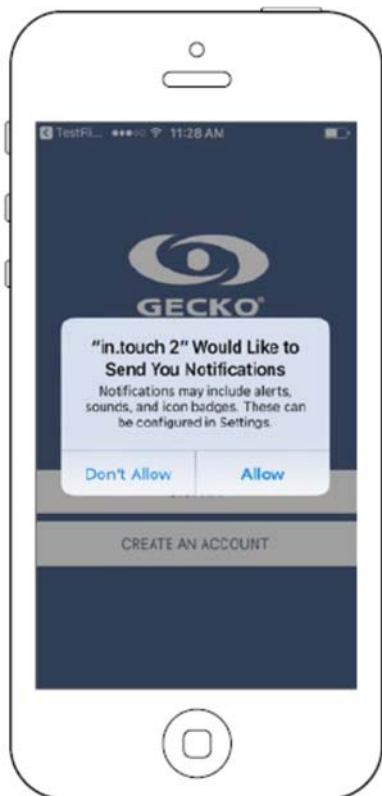 TestFli... 11:28 AM
GECKO®
"in.touch 2" Would Like to
Send You Notifications
Notifications may include alerts,
sounds, and icon badges. These can
be configured in Settings.
Don't Allow Allow
CREATE AN ACCOUNT